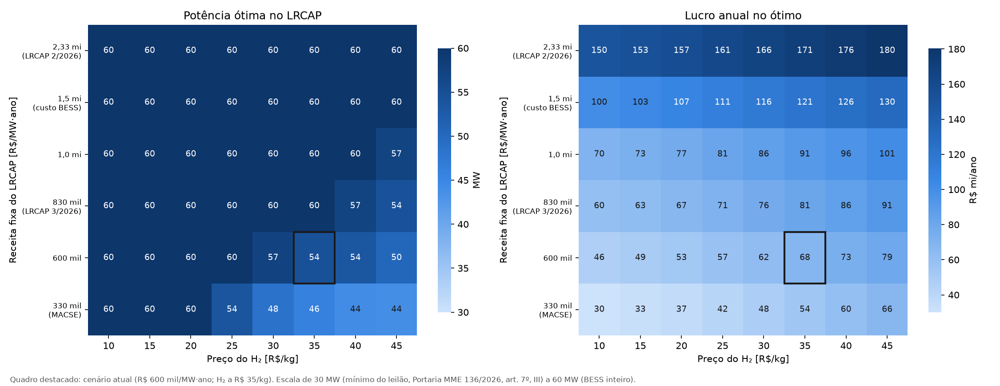 Potência ótima no LRCAP
Receita fixa do LRCAP [R$/MW·ano]
2,33 mi
(LRCAP 2/2026)
60 60 60 60 60 60 60 60
1,5 mi
(custo BESS)
60 60 60 60 60 60 60 60
1,0 mi
60 60 60 60 60 60 60 57
830 mil
(LRCAP 3/2026)
60 60 60 60 60 60 57 54
600 mil
60 60 60 60 57 54 54 50
330 mil
(MACSE)
60 60 60 54 48 46 44 44
10 15 20 25 30 35 40 45
Preço do H₂ [R$/kg]
60
55
50
45
40
35
30
MW
Lucro anual no ótimo
Receita fixa do LRCAP [R$/MW·ano]
2,33 mi
(LRCAP 2/2026)
150 153 157 161 166 171 176 180
1,5 mi
(custo BESS)
100 103 107 111 116 121 126 130
1,0 mi
70 73 77 81 86 91 96 101
830 mil
(LRCAP 3/2026)
60 63 67 71 76 81 86 91
600 mil
46 49 53 57 62 68 73 79
330 mil
(MACSE)
30 33 37 42 48 54 60 66
10 15 20 25 30 35 40 45
Preço do H₂ [R$/kg]
180
160
140
120
100
80
60
40
R$ mi/ano
Quadro destacado: cenário atual (R$ 600 mil/MW·ano; H₂ a R$ 35/kg). Escala de 30 MW (mínimo do leilão, Portaria MME 136/2026, art. 7º, III) a 60 MW (BESS inteiro).